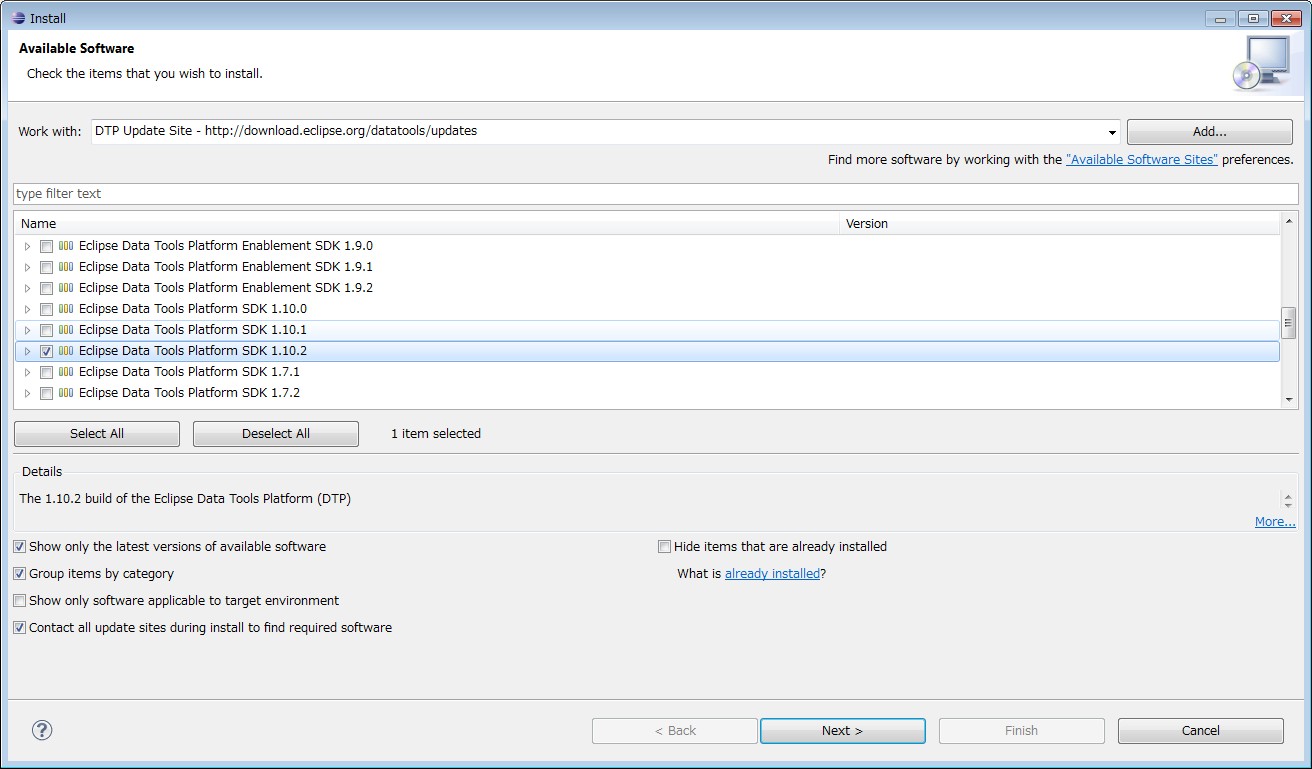 Install
Available Software
Check the items that you wish to install.
Work with: DTP Update Site - http://download.eclipse.org/datatools/updates Add...
Find more software by working with the "Available Software Sites" preferences.
type filter text
Name Version
Eclipse Data Tools Platform Enablement SDK 1.9.0
Eclipse Data Tools Platform Enablement SDK 1.9.1
Eclipse Data Tools Platform Enablement SDK 1.9.2
Eclipse Data Tools Platform SDK 1.10.0
Eclipse Data Tools Platform SDK 1.10.1
Eclipse Data Tools Platform SDK 1.10.2
Eclipse Data Tools Platform SDK 1.7.1
Eclipse Data Tools Platform SDK 1.7.2
Select All Deselect All 1 item selected
Details
The 1.10.2 build of the Eclipse Data Tools Platform (DTP)
More...
Show only the latest versions of available software Hide items that are already installed
Group items by category What is already installed?
Show only software applicable to target environment
Contact all update sites during install to find required software
? < Back Next > Finish Cancel